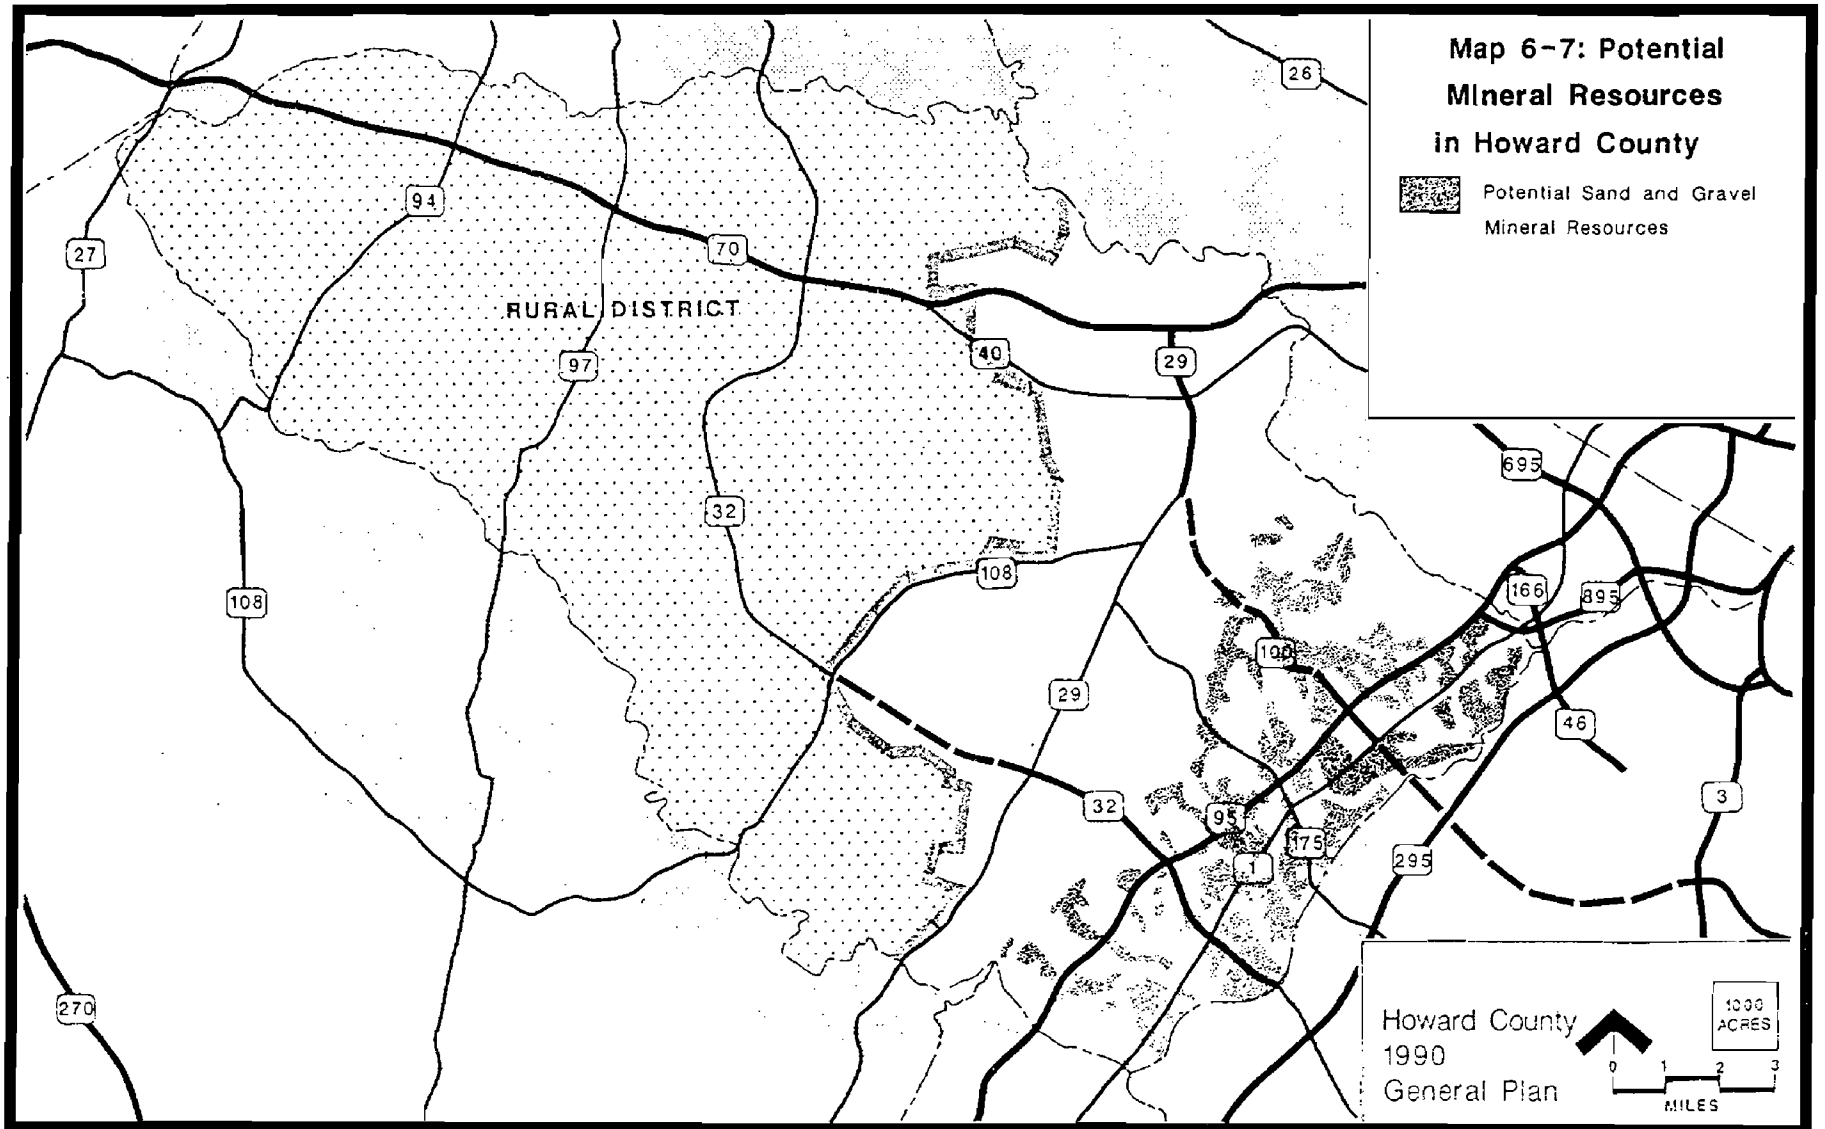 Map 6-7: Potential
Mineral Resources
in Howard County
Potential Sand and Gravel
Mineral Resources
26
94
27
70
RURAL DISTRICT
97
40
29
32
695
108
108
166
895
100
29
46
32
95
3
175
1
295
270
Howard County
1990
General Plan
1000
ACRES
0 1 2 3
MILES